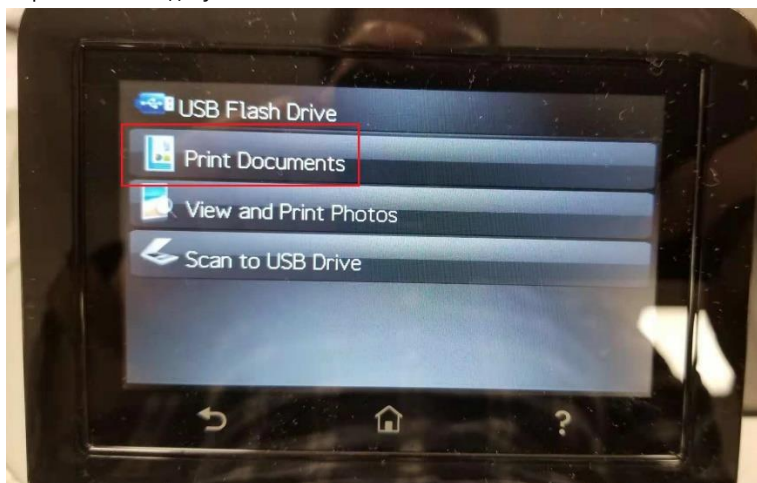 USB Flash Drive
Print Documents
View and Print Photos
Scan to USB Drive
?